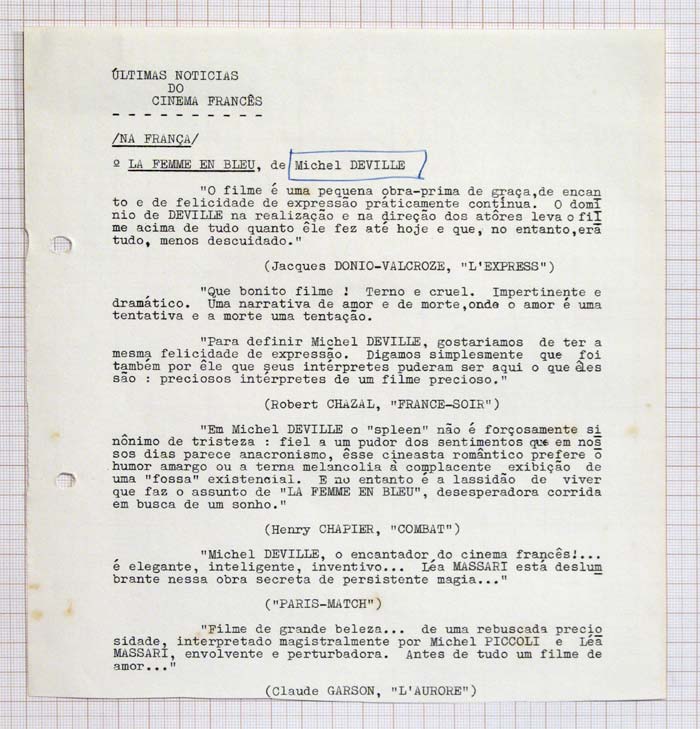 ÚLTIMAS NOTICIAS
DO
CINEMA FRANCÊS
- - - - - - - - - -
/NA FRANÇA/
º LA FEMME EN BLEU, de Michel DEVILLE
"O filme é uma pequena obra-prima de graça,de encan
to e de felicidade de expressão práticamente contínua. O domí
nio de DEVILLE na realização e na direção dos atôres leva o fil
me acima de tudo quanto êle fez até hoje e que, no entanto,era
tudo, menos descuidado."
(Jacques DONIO-VALCROZE, "L'EXPRESS")
"Que bonito filme ! Terno e cruel. Impertinente e
dramático. Uma narrativa de amor e de morte,onde o amor é uma
tentativa e a morte uma tentação.
"Para definir Michel DEVILLE, gostariamos de ter a
mesma felicidade de expressão. Digamos simplesmente que foi
também por êle que seus intérpretes puderam ser aqui o que êles
são : preciosos intérpretes de um filme precioso."
(Robert CHAZAL, "FRANCE-SOIR")
"Em Michel DEVILLE o "spleen" não é forçosamente si
nônimo de tristeza : fiel a um pudor dos sentimentos que em nos
sos dias parece anacronismo, êsse cineasta romântico prefere o
humor amargo ou a terna melancolia à complacente exibição de
uma "fossa" existencial. E no entanto é a lassidão de viver
que faz o assunto de "LA FEMME EN BLEU", desesperadora corrida
em busca de um sonho."
(Henry CHAPIER, "COMBAT")
"Michel DEVILLE, o encantador do cinema francês!...
é elegante, inteligente, inventivo... Léa MASSARI está deslum
brante nessa obra secreta de persistente magia..."
("PARIS-MATCH")
"Filme de grande beleza... de uma rebuscada precio
sidade, interpretado magistralmente por Michel PICCOLI e Léa
MASSARI, envolvente e perturbadora. Antes de tudo um filme de
amor..."
(Claude GARSON, "L'AURORE")